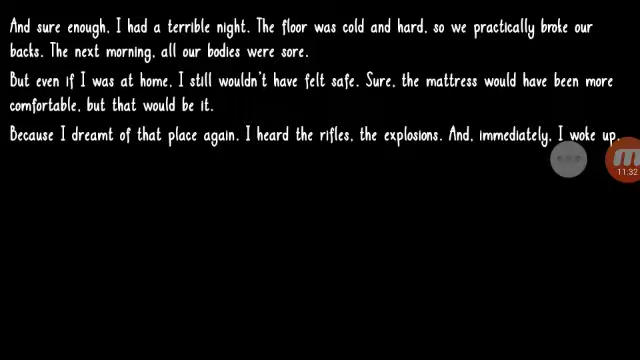 And sure enough, I had a terrible night. The floor was cold and hard, so we practically broke our
backs. The next morning, all our bodies were sore.
But even if I was at home, I still wouldn't have felt safe. Sure, the mattress would have been more
comfortable, but that would be it.
Because I dreamt of that place again. I heard the rifles, the explosions. And, immediately, I woke up.
11:32